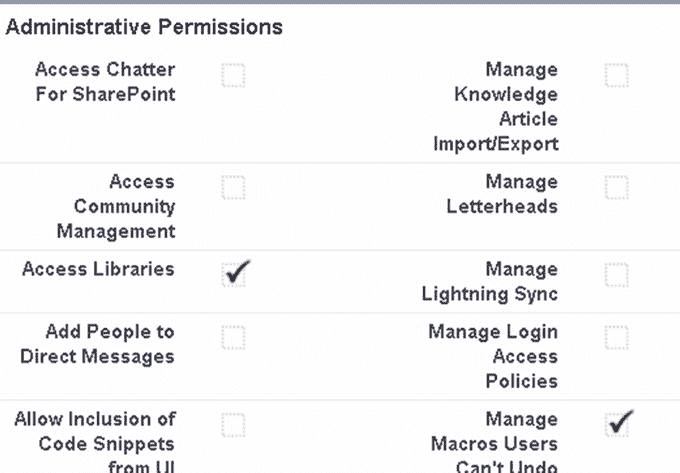 Administrative Permissions
Access Chatter
For SharePoint
Manage
Knowledge
Article
Import/Export
Access
Community
Management
Manage
Letterheads
Access Libraries
Manage
Lightning Sync
Add People to
Direct Messages
Manage Login
Access
Policies
Allow Inclusion of
Code Snippets
from UI
Manage
Macros Users
Can't Undo